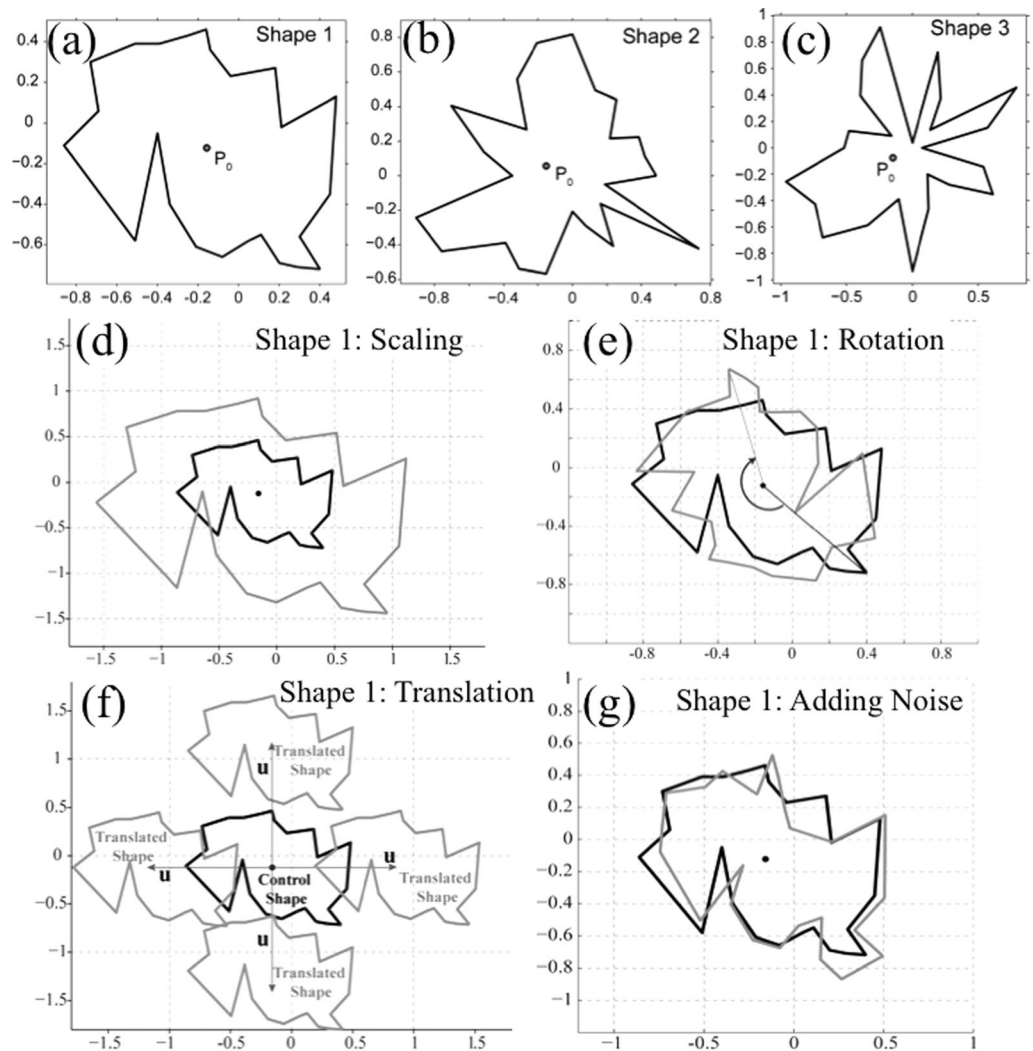 (a)
Shape 1
0.4
0.2
0
−0.2
−0.4
−0.6
P0
−0.8 −0.6 −0.4 -0.2 0 0.2 0.4
(b)
Shape 2
0.8
0.6
0.4
0.2
0
−0.2
−0.4
−0.6
P0
−0.8 −0.6 −0.4 -0.2 0 0.2 0.4 0.6 0.8
(c)
Shape 3
1
0.8
0.6
0.4
0.2
0
−0.2
−0.4
−0.6
−0.8
−1
P0
−1 −0.5 0 0.5
(d)
Shape 1: Scaling
1.5
1
0.5
0
−0.5
−1
−1.5
−1.5 −1 -0.5 0 0.5 1 1.5
(e)
Shape 1: Rotation
0.8
0.4
0
−0.4
−0.8
−0.8 -0.4 0 0.4 0.8
(f)
Shape 1: Translation
1.5
1
0.5
0
−0.5
−1
−1.5
u
Translated
Shape
Translated
Shape
u
Control
Shape
u
Translated
Shape
u
Translated
Shape
−1.5 −1 −0.5 0 0.5 1 1.5
(g)
Shape 1: Adding Noise
1
0.8
0.6
0.4
0.2
0
−0.2
−0.4
−0.6
−0.8
−1
−1 -0.5 0 0.5 1